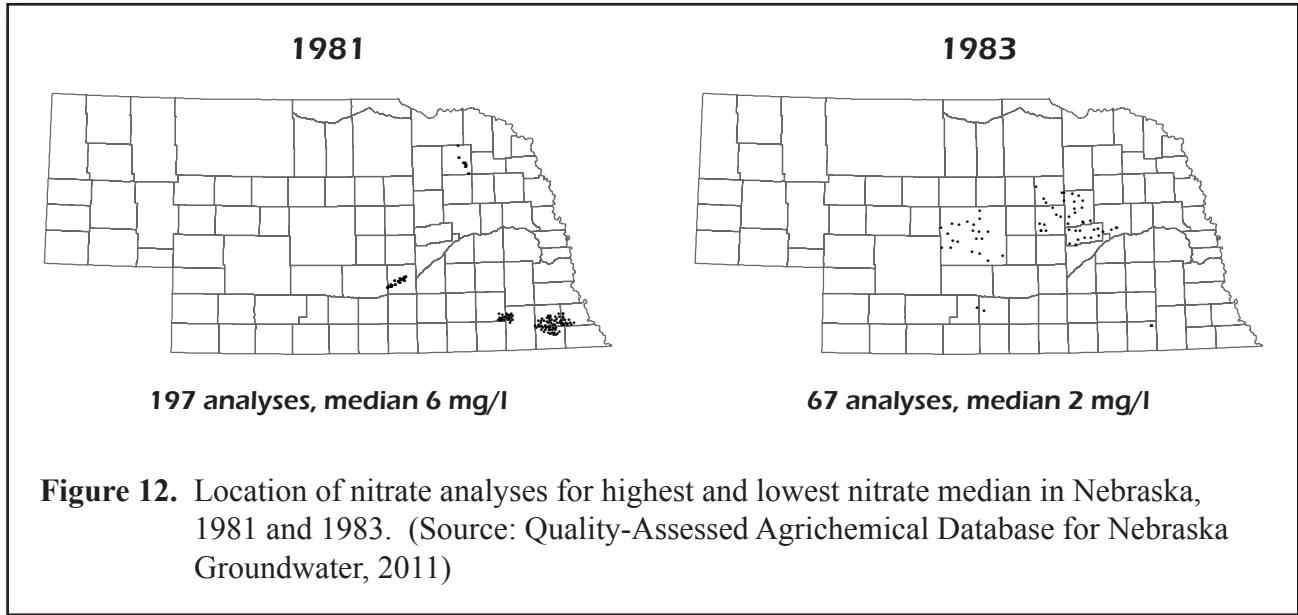 1981
1983
197 analyses, median 6 mg/l
67 analyses, median 2 mg/l
Figure 12. Location of nitrate analyses for highest and lowest nitrate median in Nebraska,
1981 and 1983. (Source: Quality-Assessed Agrichemical Database for Nebraska
Groundwater, 2011)